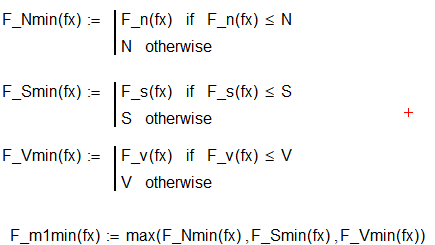 F_Nmin(fx) := | F_n(fx) if F_n(fx) ≤ N
N otherwise
F_Smin(fx) := | F_s(fx) if F_s(fx) ≤ S
S otherwise
F_Vmin(fx) := | F_v(fx) if F_v(fx) ≤ V
V otherwise
F_m1min(fx) := max(F_Nmin(fx) ,F_Smin(fx) ,F_Vmin(fx))